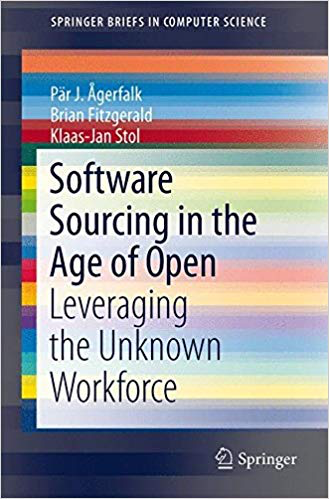 SPRINGER BRIEFS IN COMPUTER SCIENCE
Pär J. Ågerfalk
Brian Fitzgerald
Klaas-Jan Stol
Software
Sourcing in the
Age of Open
Leveraging
the Unknown
Workforce
Springer